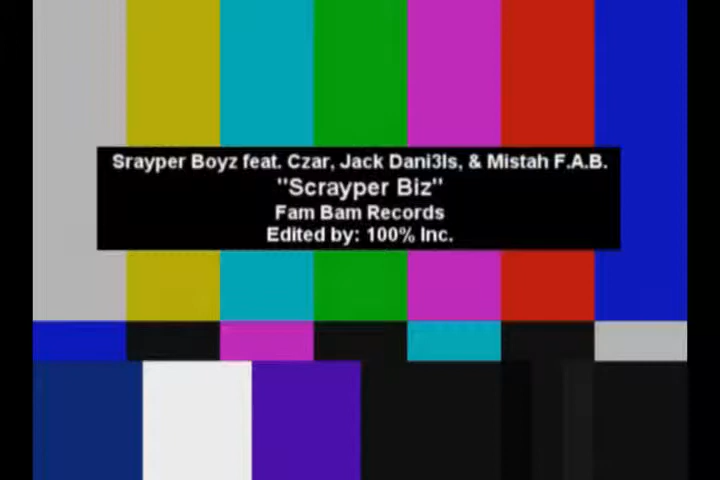 Srayper Boyz feat. Czar, Jack Dani3ls, & Mistah F.A.B.
"Scrayper Biz"
Fam Bam Records
Edited by: 100% Inc.